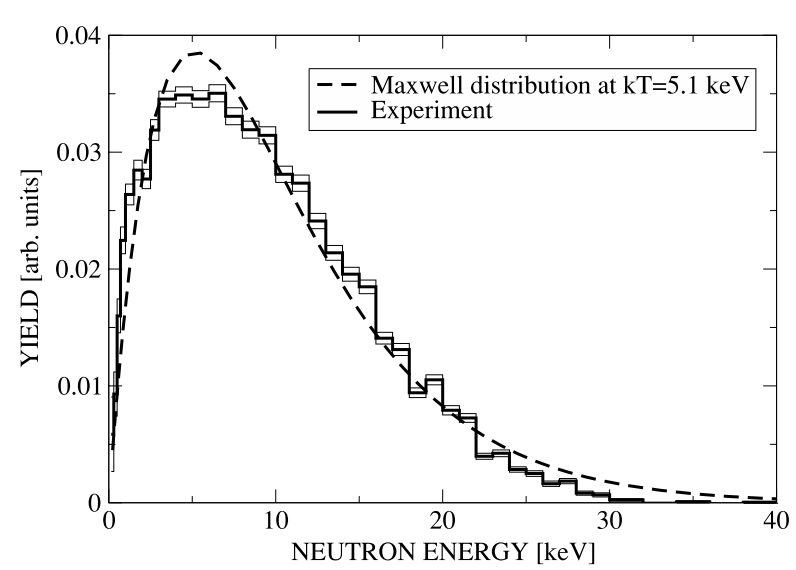 0.04
0.03
0.02
0.01
0
YIELD [arb. units]
Maxwell distribution at kT=5.1 keV
Experiment
0 10 20 30 40
NEUTRON ENERGY [keV]